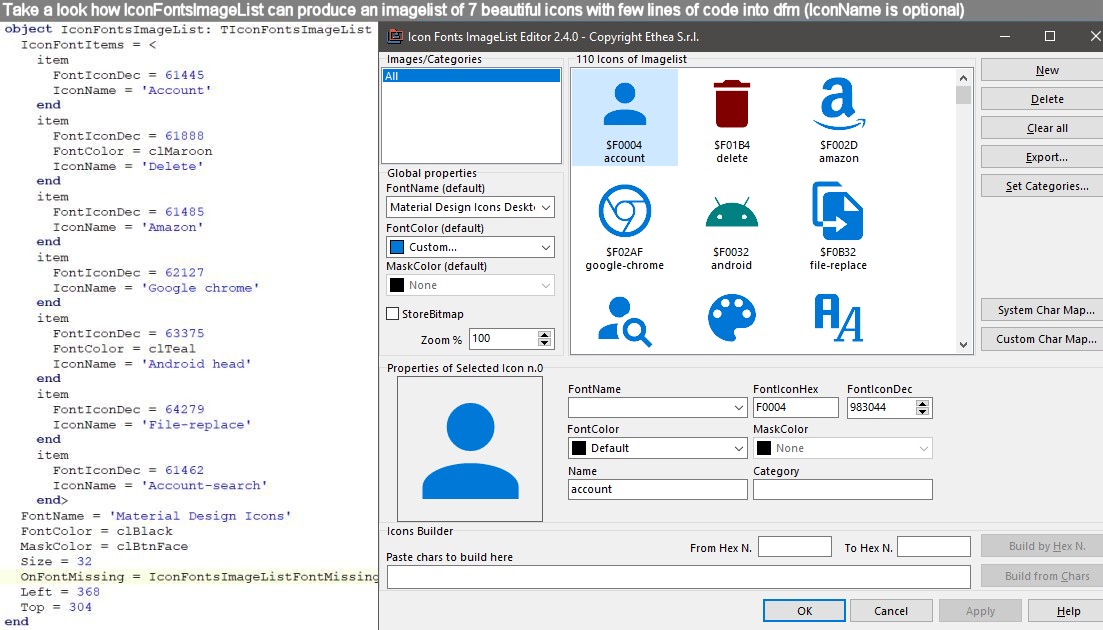 Take a look how IconFontsImageList can produce an imagelist of 7 beautiful icons with few lines of code into dfm (IconName is optional)
object IconFontsImageList: TIconFontsImageList
IconFontItems = <
item
FontIconDec = 61445
IconName = 'Account'
end
item
FontIconDec = 61888
FontColor = clMaroon
IconName = 'Delete'
end
item
FontIconDec = 61485
IconName = 'Amazon'
end
item
FontIconDec = 62127
IconName = 'Google chrome'
end
item
FontIconDec = 63375
FontColor = clTeal
IconName = 'Android head'
end
item
FontIconDec = 64279
IconName = 'File-replace'
end
item
FontIconDec = 61462
IconName = 'Account-search'
end>
FontName = 'Material Design Icons'
FontColor = clBlack
MaskColor = clBtnFace
Size = 32
OnFontMissing = IconFontsImageListFontMissing
Left = 368
Top = 304
end
Icon Fonts ImageList Editor 2.4.0 - Copyright Ethea S.r.l.
Images/Categories
All
Global properties
FontName (default)
Material Design Icons Deskt
FontColor (default)
Custom...
MaskColor (default)
None
StoreBitmap
Zoom % 100
110 Icons of Imagelist
$F0004 $F01B4 $F002D
account delete amazon
$F02AF $F0032 $F0B32
google-chrome android file-replace
New
Delete
Clear all
Export...
Set Categories...
System Char Map...
Custom Char Map...
Properties of Selected Icon n.0
FontName FontIconHex FontIconDec
F0004 983044
FontColor MaskColor
Default None
Name Category
account
Icons Builder
From Hex N. To Hex N. Build by Hex N.
Paste chars to build here
Build from Chars
OK Cancel Apply Help